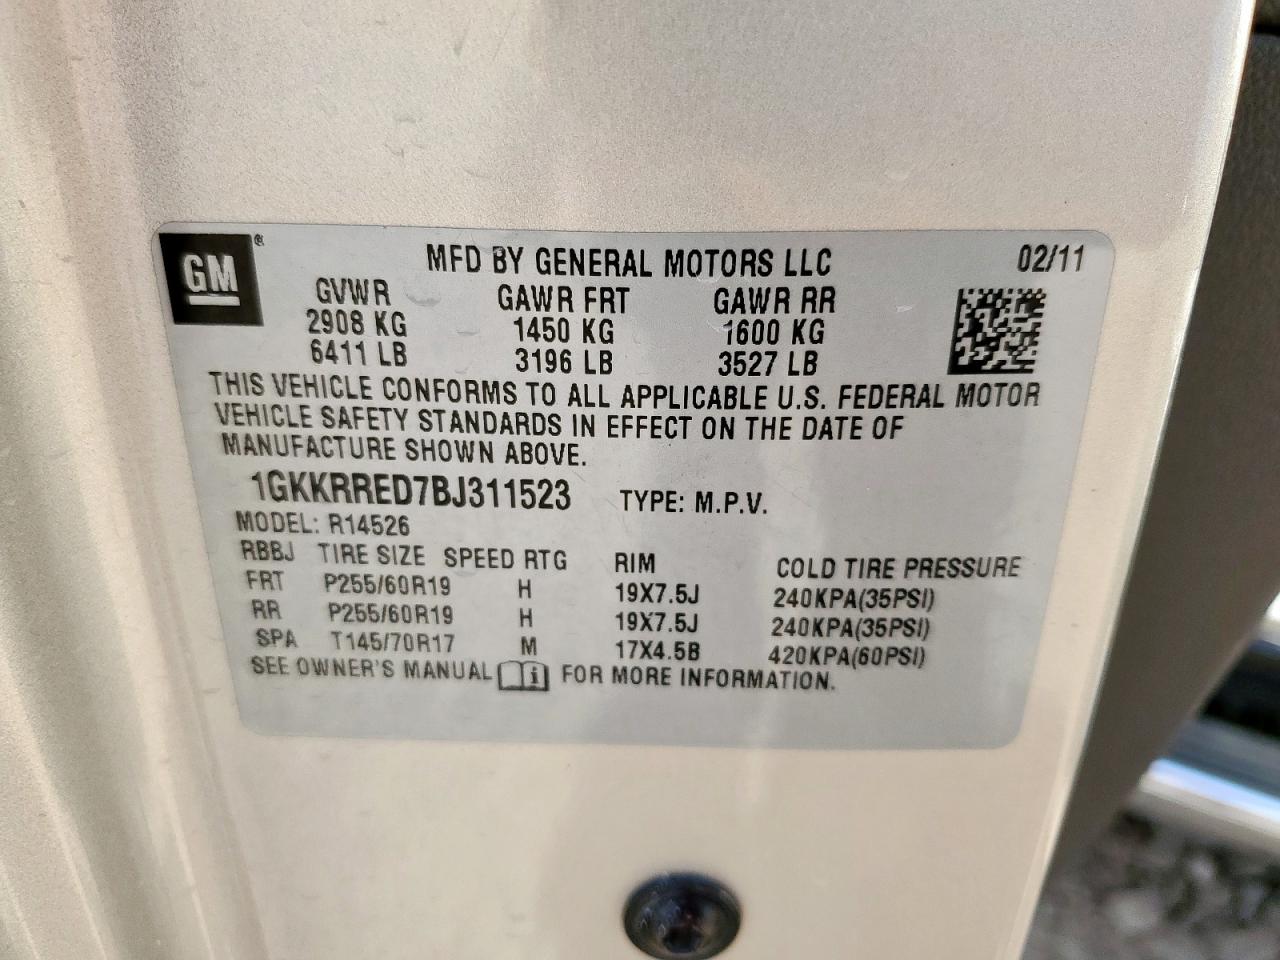 GM®
MFD BY GENERAL MOTORS LLC 02/11
GVWR GAWR FRT GAWR RR
2908 KG 1450 KG 1600 KG
6411 LB 3196 LB 3527 LB
THIS VEHICLE CONFORMS TO ALL APPLICABLE U.S. FEDERAL MOTOR
VEHICLE SAFETY STANDARDS IN EFFECT ON THE DATE OF
MANUFACTURE SHOWN ABOVE.
1GKKRRED7BJ311523 TYPE: M.P.V.
MODEL: R14526
RBBJ TIRE SIZE SPEED RTG RIM COLD TIRE PRESSURE
FRT P255/60R19 H 19X7.5J 240KPA(35PSI)
RR P255/60R19 H 19X7.5J 240KPA(35PSI)
SPA T145/70R17 M 17X4.5B 420KPA(60PSI)
SEE OWNER'S MANUAL i FOR MORE INFORMATION.